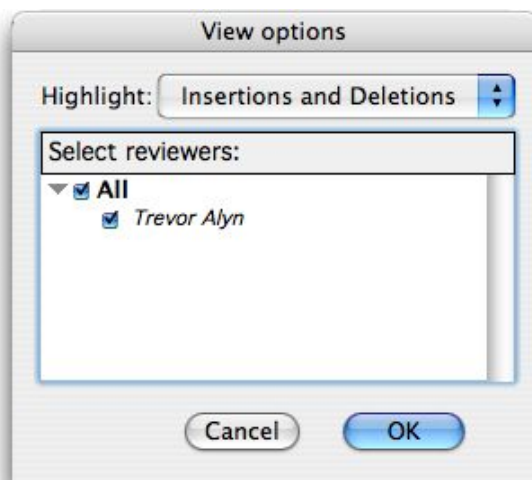 View options
Highlight: Insertions and Deletions
Select reviewers:
All
Trevor Alyn
Cancel OK